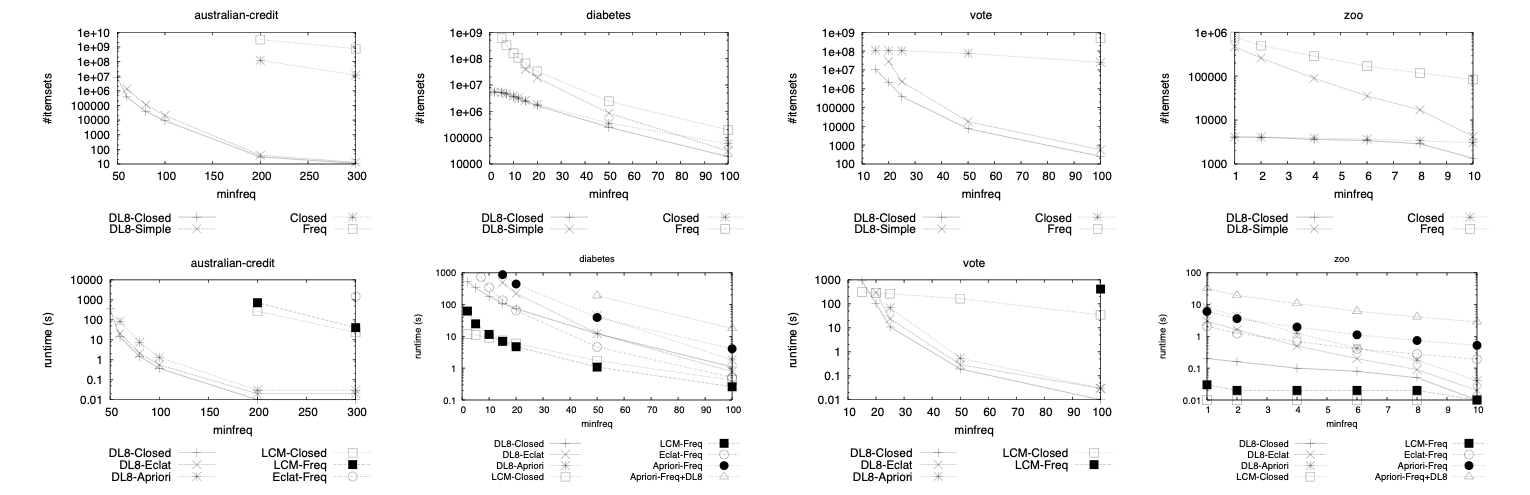 australian-credit
#itemsets
1e+10
1e+09
1e+08
1e+07
1e+06
100000
10000
1000
100
10
50 100 150 200 250 300
minfreq
DL8-Closed Closed
DL8-Simple Freq
diabetes
#itemsets
1e+09
1e+08
1e+07
1e+06
100000
10000
0 10 20 30 40 50 60 70 80 90 100
minfreq
DL8-Closed Closed
DL8-Simple Freq
vote
#itemsets
1e+09
1e+08
1e+07
1e+06
100000
10000
1000
100
10 20 30 40 50 60 70 80 90 100
minfreq
DL8-Closed Closed
DL8-Simple Freq
zoo
#itemsets
1e+06
100000
10000
1000
1 2 3 4 5 6 7 8 9 10
minfreq
DL8-Closed Closed
DL8-Simple Freq
australian-credit
runtime (s)
10000
1000
100
10
1
0.1
0.01
50 100 150 200 250 300
minfreq
DL8-Closed LCM-Closed
DL8-Eclat LCM-Freq
DL8-Apriori Eclat-Freq
diabetes
runtime (s)
1000
100
10
1
0.1
0 10 20 30 40 50 60 70 80 90 100
minfreq
DL8-Closed LCM-Freq
DL8-Eclat Eclat-Freq
DL8-Apriori Apriori-Freq
LCM-Closed Apriori-Freq+DL8
vote
runtime (s)
1000
100
10
1
0.1
0.01
10 20 30 40 50 60 70 80 90 100
minfreq
DL8-Closed LCM-Closed
DL8-Eclat LCM-Freq
DL8-Apriori
zoo
runtime (s)
100
10
1
0.1
0.01
1 2 3 4 5 6 7 8 9 10
minfreq
DL8-Closed LCM-Freq
DL8-Eclat Eclat-Freq
DL8-Apriori Apriori-Freq
LCM-Closed Apriori-Freq+DL8